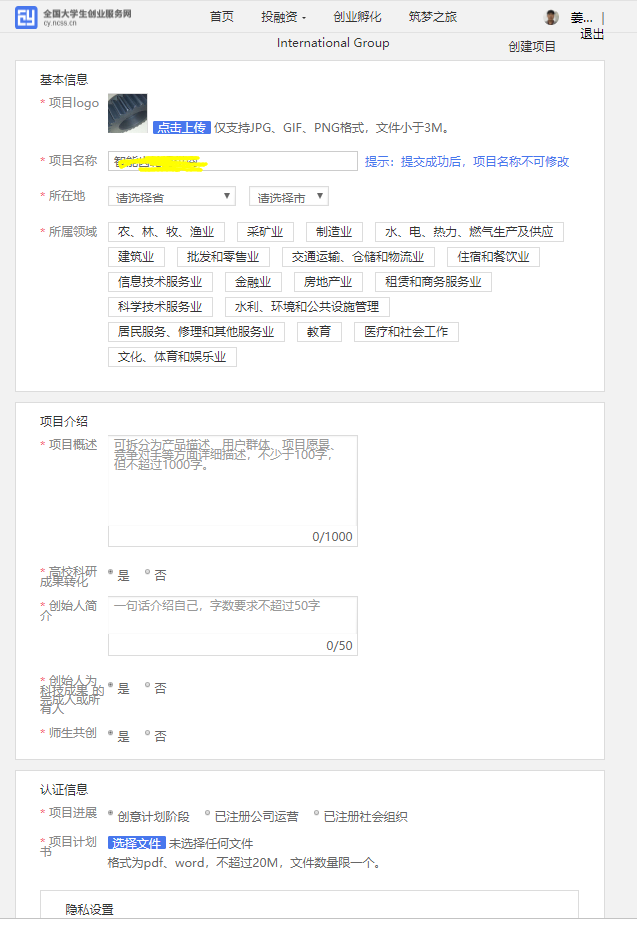 全国大学生创业服务网
cy.ncss.cn
首页 投融资 创业孵化 筑梦之旅 姜... |
退出
International Group 创建项目
基本信息
* 项目logo
点击上传 仅支持JPG、GIF、PNG格式，文件小于3M。
* 项目名称 智能 提示：提交成功后，项目名称不可修改
* 所在地 请选择省 请选择市
* 所属领域 农、林、牧、渔业 采矿业 制造业 水、电、热力、燃气生产及供应
建筑业 批发和零售业 交通运输、仓储和物流业 住宿和餐饮业
信息技术服务业 金融业 房地产业 租赁和商务服务业
科学技术服务业 水利、环境和公共设施管理
居民服务、修理和其他服务业 教育 医疗和社会工作
文化、体育和娱乐业
项目介绍
* 项目概述 可拆分为产品描述、用户群体、项目愿景、
竞争对手等方面详细描述，不少于100字，
但不超过1000字。
0/1000
* 高校科研
成果转化 是 否
* 创始人简
介 一句话介绍自己，字数要求不超过50字
0/50
* 创始人为
科技成果 的
完成人或所
有人 是 否
* 师生共创 是 否
认证信息
* 项目进展 创意计划阶段 已注册公司运营 已注册社会组织
* 项目计划
书 选择文件 未选择任何文件
格式为pdf、word，不超过20M，文件数量限一个。
隐私设置